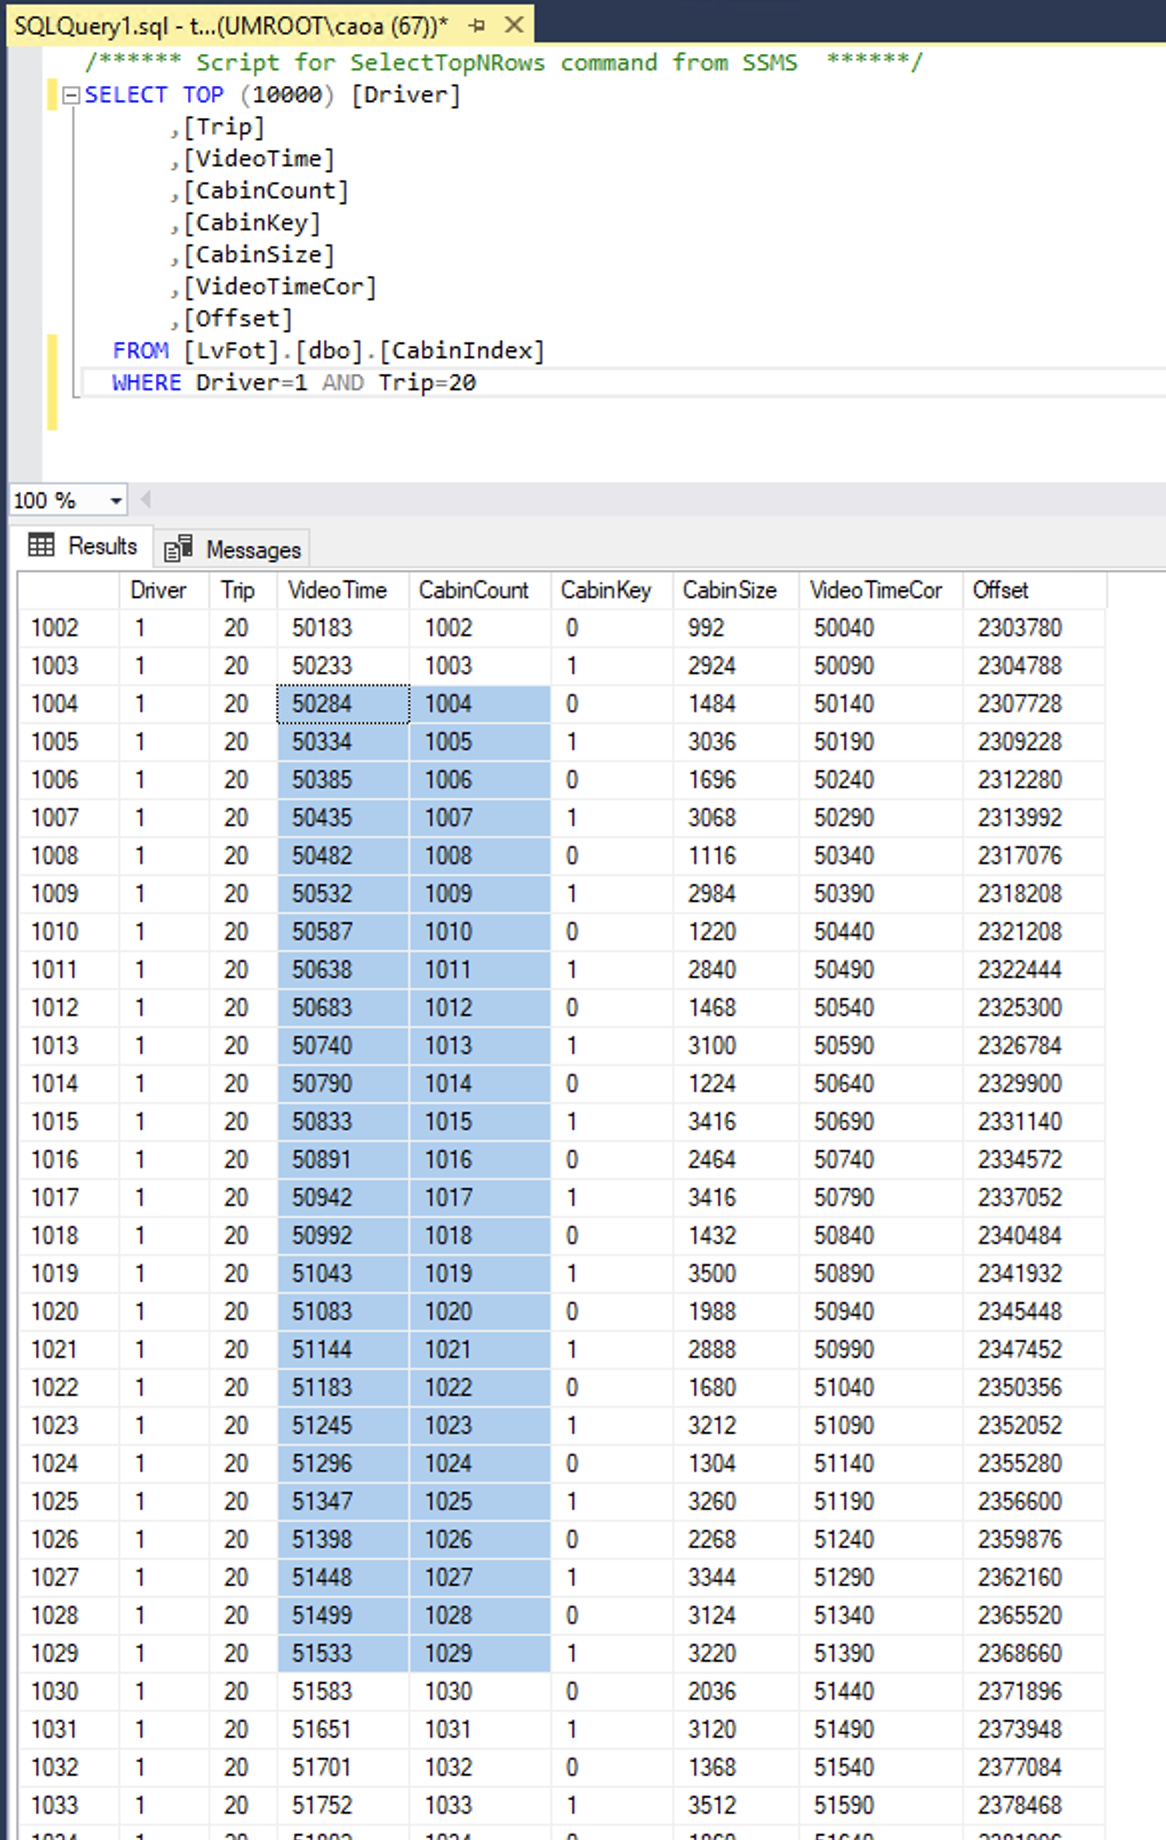 SQLQuery1.sql - t...(UMROOT\caoa (67))*
/****** Script for SelectTopNRows command from SSMS ******/
SELECT TOP (10000) [Driver]
,[Trip]
,[VideoTime]
,[CabinCount]
,[CabinKey]
,[CabinSize]
,[VideoTimeCor]
,[Offset]
FROM [LvFot].[dbo].[CabinIndex]
WHERE Driver=1 AND Trip=20
100 %
Results Messages
Driver Trip VideoTime CabinCount CabinKey CabinSize VideoTimeCor Offset
1002 1 20 50183 1002 0 992 50040 2303780
1003 1 20 50233 1003 1 2924 50090 2304788
1004 1 20 50284 1004 0 1484 50140 2307728
1005 1 20 50334 1005 1 3036 50190 2309228
1006 1 20 50385 1006 0 1696 50240 2312280
1007 1 20 50435 1007 1 3068 50290 2313992
1008 1 20 50482 1008 0 1116 50340 2317076
1009 1 20 50532 1009 1 2984 50390 2318208
1010 1 20 50587 1010 0 1220 50440 2321208
1011 1 20 50638 1011 1 2840 50490 2322444
1012 1 20 50683 1012 0 1468 50540 2325300
1013 1 20 50740 1013 1 3100 50590 2326784
1014 1 20 50790 1014 0 1224 50640 2329900
1015 1 20 50833 1015 1 3416 50690 2331140
1016 1 20 50891 1016 0 2464 50740 2334572
1017 1 20 50942 1017 1 3416 50790 2337052
1018 1 20 50992 1018 0 1432 50840 2340484
1019 1 20 51043 1019 1 3500 50890 2341932
1020 1 20 51083 1020 0 1988 50940 2345448
1021 1 20 51144 1021 1 2888 50990 2347452
1022 1 20 51183 1022 0 1680 51040 2350356
1023 1 20 51245 1023 1 3212 51090 2352052
1024 1 20 51296 1024 0 1304 51140 2355280
1025 1 20 51347 1025 1 3260 51190 2356600
1026 1 20 51398 1026 0 2268 51240 2359876
1027 1 20 51448 1027 1 3344 51290 2362160
1028 1 20 51499 1028 0 3124 51340 2365520
1029 1 20 51533 1029 1 3220 51390 2368660
1030 1 20 51583 1030 0 2036 51440 2371896
1031 1 20 51651 1031 1 3120 51490 2373948
1032 1 20 51701 1032 0 1368 51540 2377084
1033 1 20 51752 1033 1 3512 51590 2378468